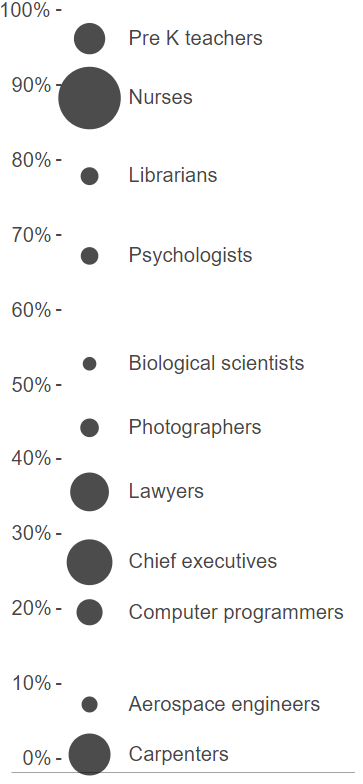 100%
Pre K teachers
90%
Nurses
80%
Librarians
70%
Psychologists
60%
Biological scientists
50%
Photographers
40%
Lawyers
30%
Chief executives
20%
Computer programmers
10%
Aerospace engineers
0%
Carpenters